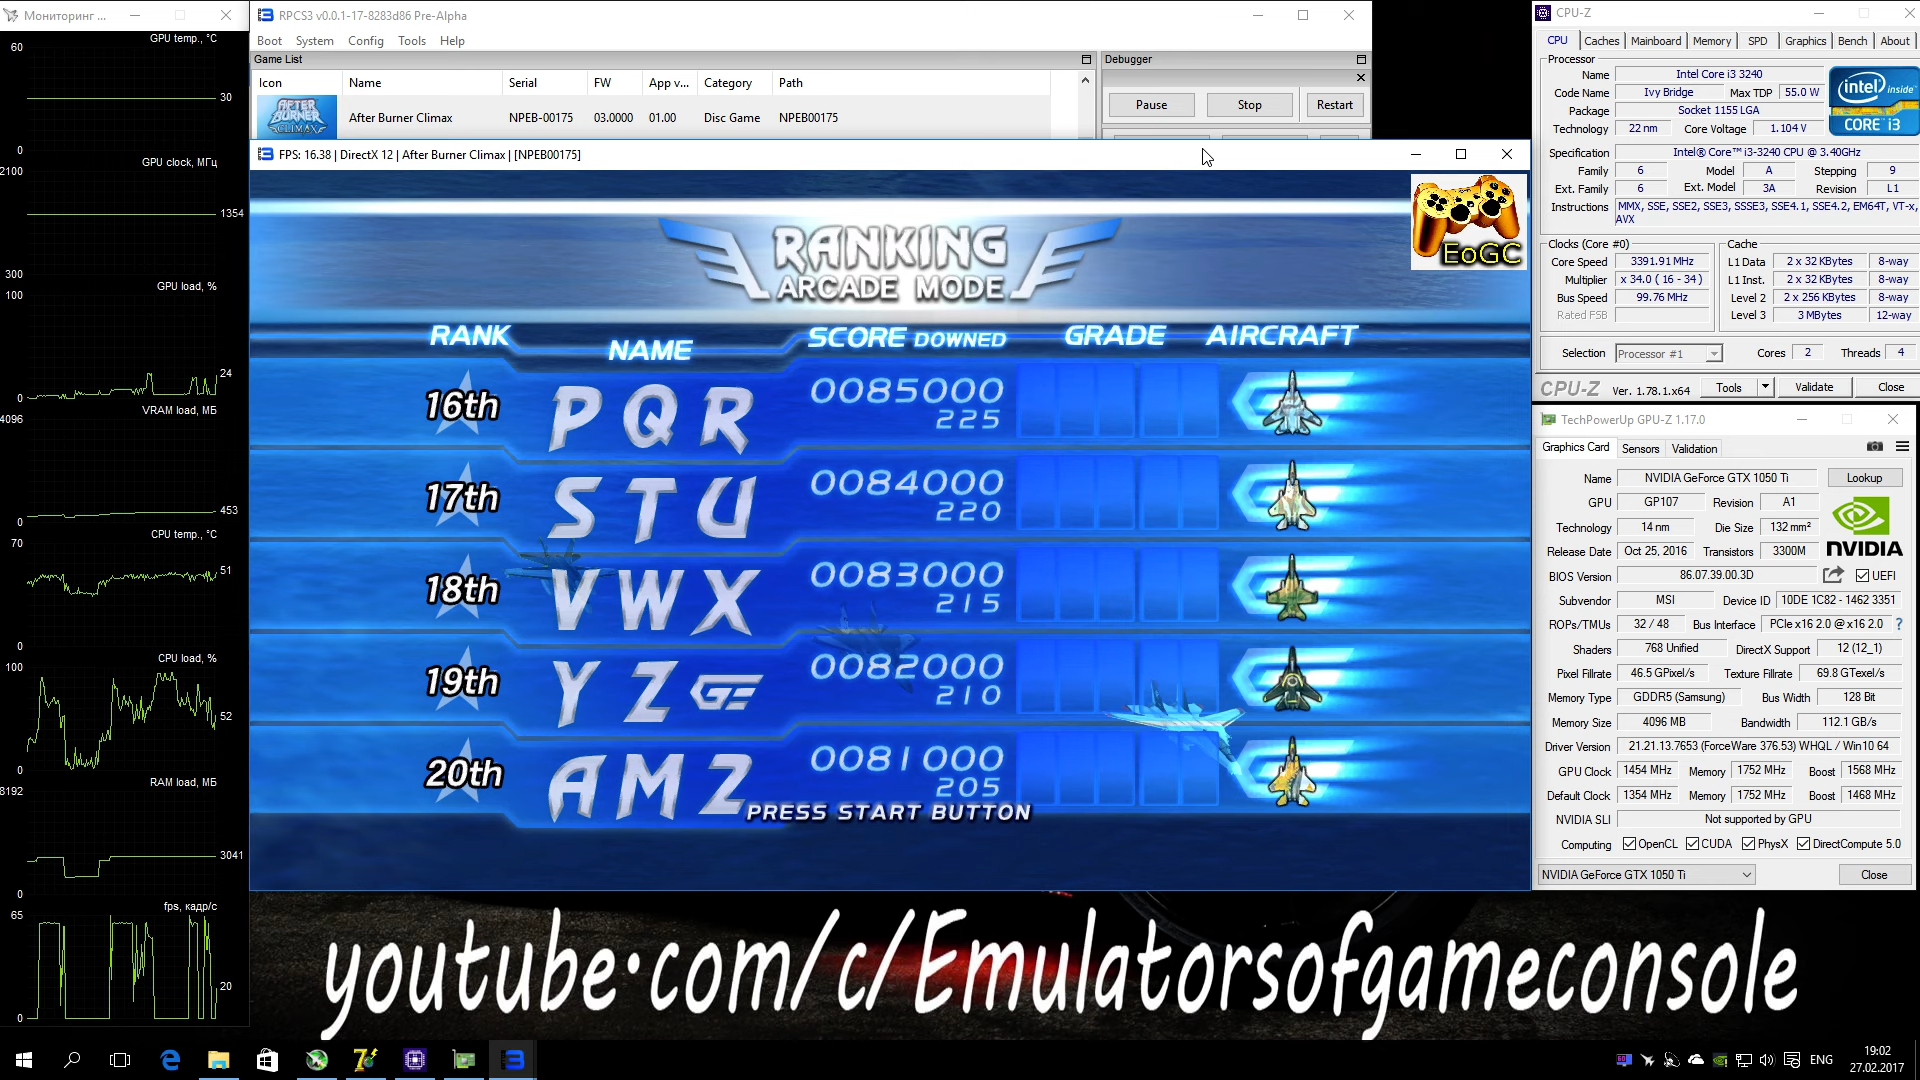 Мониторинг ...
GPU temp., °C
60
30
0
GPU clock, МГц
2100
1354
300
GPU load, %
100
24
0
VRAM load, МБ
4096
453
0
CPU temp., °C
70
51
0
CPU load, %
100
52
0
RAM load, МБ
8192
3041
0
fps, кадр/с
65
20
0
RPCS3 v0.0.1-17-8283d86 Pre-Alpha
Boot System Config Tools Help
Game List
Icon Name Serial FW App v... Category Path
AFTER BURNER CLIMAX
After Burner Climax NPEB-00175 03.0000 01.00 Disc Game NPEB00175
Debugger
Pause Stop Restart
FPS: 16.38 | DirectX 12 | After Burner Climax | [NPEB00175]
EoGC
RANKING
ARCADE MODE
RANK NAME SCORE DOWNED GRADE AIRCRAFT
16th PQR 0085000
225
17th STU 0084000
220
18th VWX 0083000
215
19th YZGE 0082000
210
20th AMZ 0081000
205
PRESS START BUTTON
youtube.com/c/Emulatorsofgameconsole
CPU-Z
CPU Caches Mainboard Memory SPD Graphics Bench About
Processor
Name Intel Core i3 3240
Code Name Ivy Bridge Max TDP 55.0 W
Package Socket 1155 LGA
Technology 22 nm Core Voltage 1.104 V
intel inside™
CORE i3
Specification Intel® Core™ i3-3240 CPU @ 3.40GHz
Family 6 Model A Stepping 9
Ext. Family 6 Ext. Model 3A Revision L1
Instructions MMX, SSE, SSE2, SSE3, SSSE3, SSE4.1, SSE4.2, EM64T, VT-x,
AVX
Clocks (Core #0)
Core Speed 3391.91 MHz
Multiplier x 34.0 ( 16 - 34 )
Bus Speed 99.76 MHz
Rated FSB
Cache
L1 Data 2 x 32 KBytes 8-way
L1 Inst. 2 x 32 KBytes 8-way
Level 2 2 x 256 KBytes 8-way
Level 3 3 MBytes 12-way
Selection Processor #1 Cores 2 Threads 4
CPU-Z Ver. 1.78.1.x64 Tools Validate Close
TechPowerUp GPU-Z 1.17.0
Graphics Card Sensors Validation
Name NVIDIA GeForce GTX 1050 Ti Lookup
GPU GP107 Revision A1
Technology 14 nm Die Size 132 mm²
Release Date Oct 25, 2016 Transistors 3300M
NVIDIA
BIOS Version 86.07.39.00.3D UEFI
Subvendor MSI Device ID 10DE 1C82 - 1462 3351
ROPs/TMUs 32 / 48 Bus Interface PCIe x16 2.0 @ x16 2.0 ?
Shaders 768 Unified DirectX Support 12 (12_1)
Pixel Fillrate 46.5 GPixel/s Texture Fillrate 69.8 GTexel/s
Memory Type GDDR5 (Samsung) Bus Width 128 Bit
Memory Size 4096 MB Bandwidth 112.1 GB/s
Driver Version 21.21.13.7653 (ForceWare 376.53) WHQL / Win10 64
GPU Clock 1454 MHz Memory 1752 MHz Boost 1568 MHz
Default Clock 1354 MHz Memory 1752 MHz Boost 1468 MHz
NVIDIA SLI Not supported by GPU
Computing OpenCL CUDA PhysX DirectCompute 5.0
NVIDIA GeForce GTX 1050 Ti Close
ENG
19:02
27.02.2017